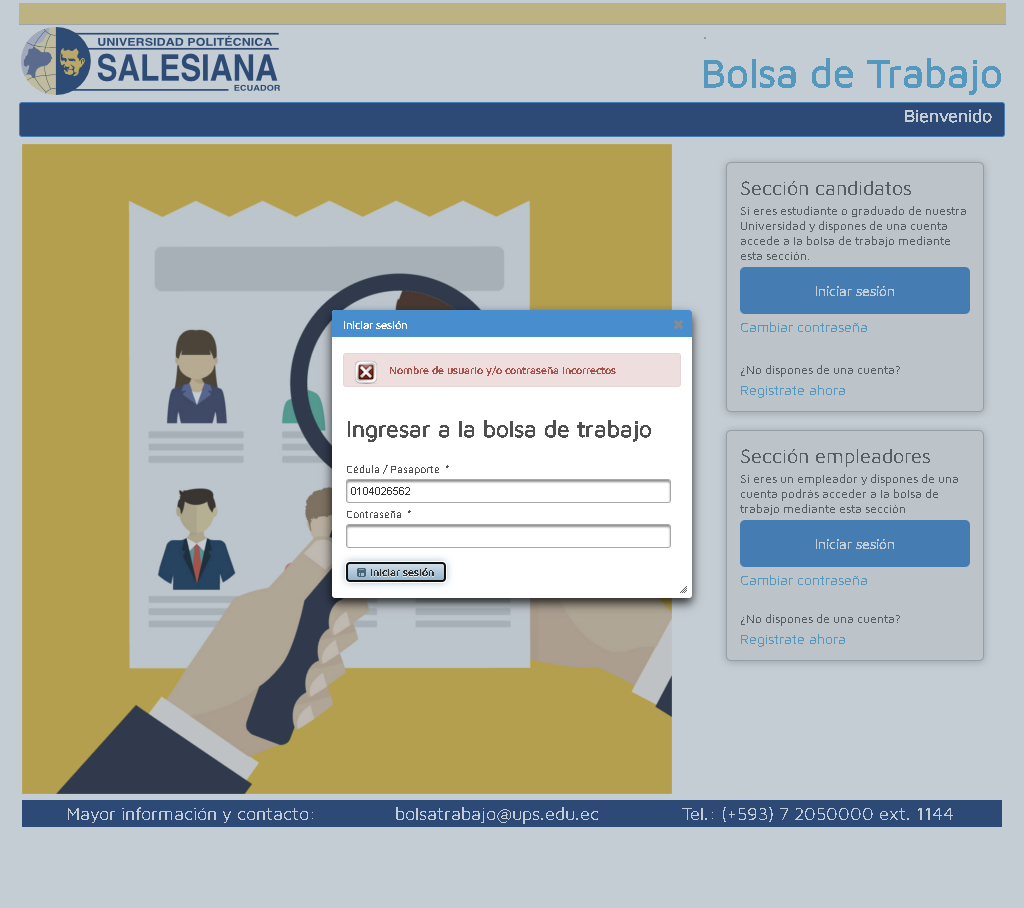 UNIVERSIDAD POLITÉCNICA
SALESIANA
ECUADOR
Bolsa de Trabajo
Bienvenido
Sección candidatos
Si eres estudiante o graduado de nuestra
Universidad y dispones de una cuenta
accede a la bolsa de trabajo mediante
esta sección.
Iniciar sesión
Cambiar contraseña
¿No dispones de una cuenta?
Registrate ahora
Sección empleadores
Si eres un empleador y dispones de una
cuenta podrás acceder a la bolsa de
trabajo mediante esta sección
Iniciar sesión
Cambiar contraseña
¿No dispones de una cuenta?
Registrate ahora
Iniciar sesión
Nombre de usuario y/o contraseña incorrectos
Ingresar a la bolsa de trabajo
Cédula / Pasaporte *
0104026562
Contraseña *
Iniciar sesión
Mayor información y contacto: bolsatrabajo@ups.edu.ec Tel.: (+593) 7 2050000 ext. 1144